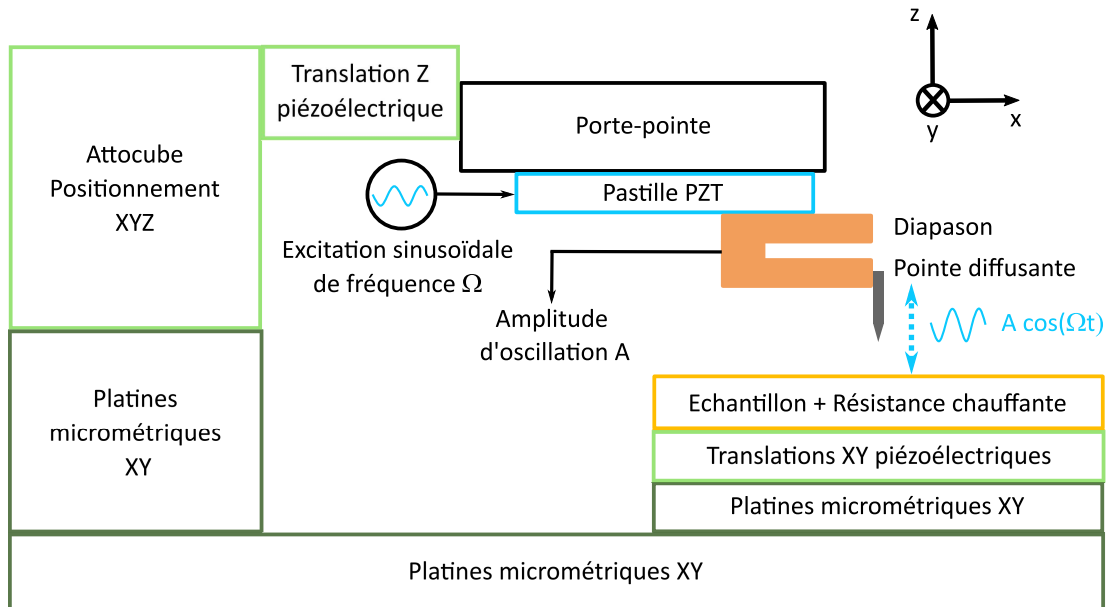 z
x
y
Translation Z
piézoélectrique
Porte-pointe
Attocube
Positionnement
XYZ
Pastille PZT
Excitation sinusoïdale
de fréquence Ω
Diapason
Pointe diffusante
Amplitude
d'oscillation A
A cos(Ωt)
Platines
micrométriques
XY
Echantillon + Résistance chauffante
Translations XY piézoélectriques
Platines micrométriques XY
Platines micrométriques XY